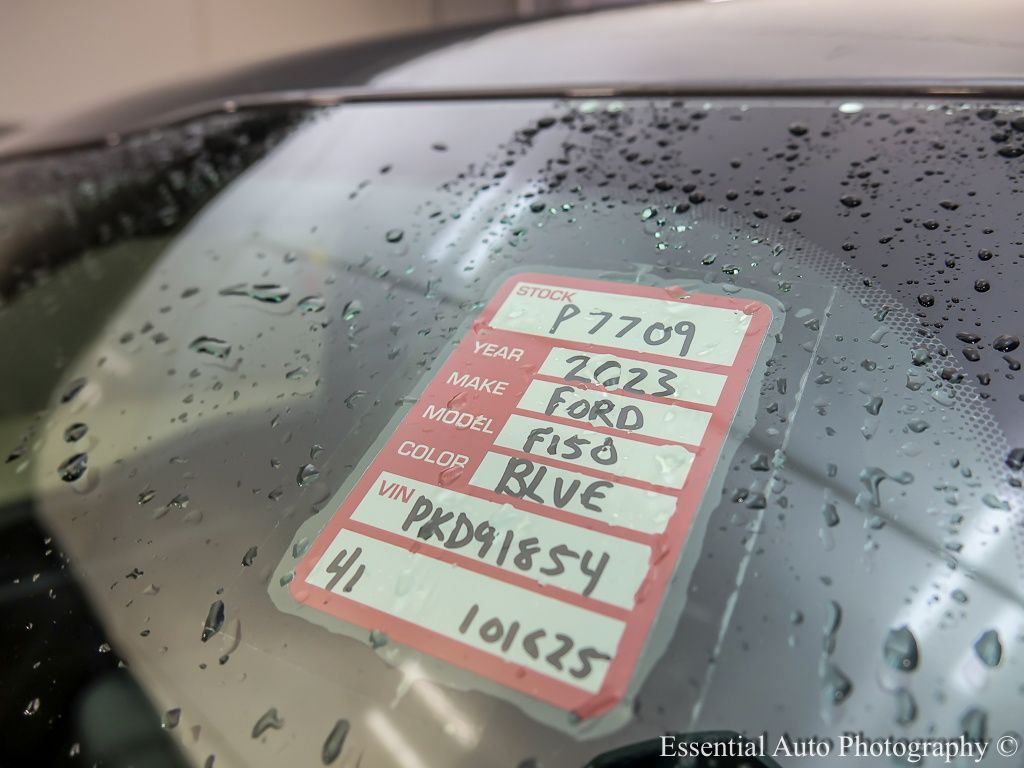 STOCK P7709
YEAR 2023
MAKE FORD
MODEL F150
COLOR BLUE
VIN PKD91854
41 101625
Essential Auto Photography ©